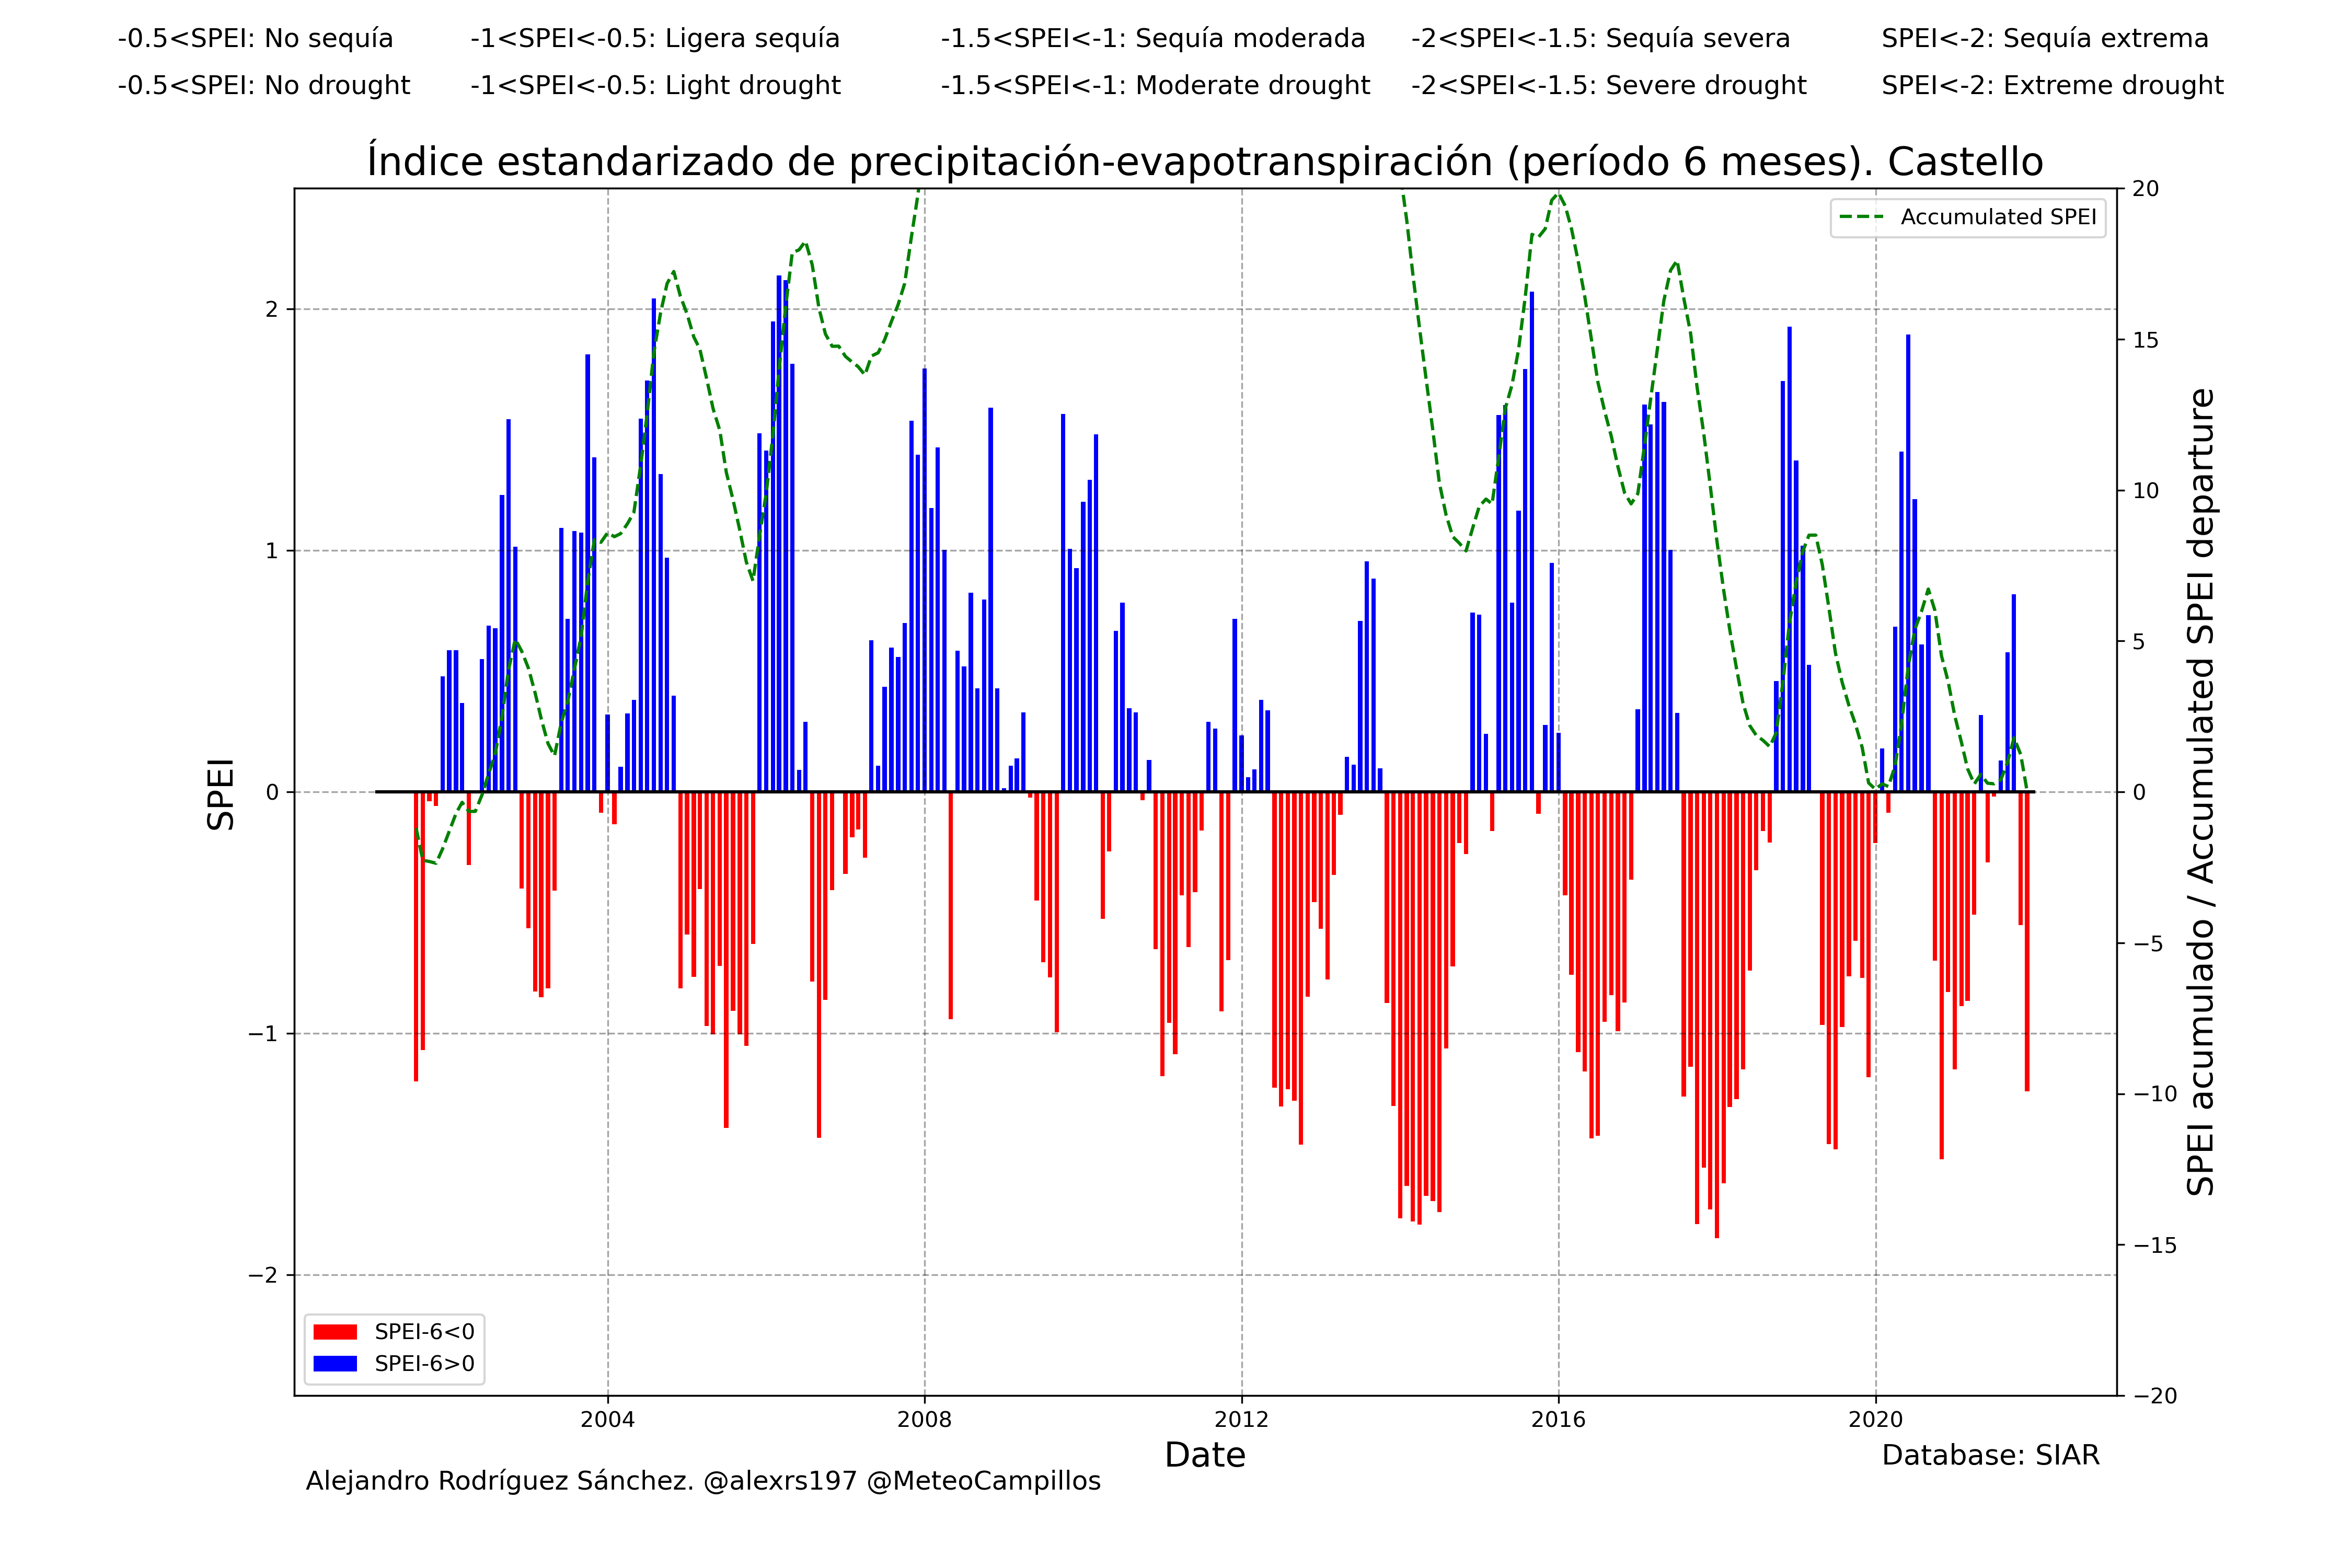 -0.5<SPEI: No sequía -1<SPEI<-0.5: Ligera sequía -1.5<SPEI<-1: Sequía moderada -2<SPEI<-1.5: Sequía severa SPEI<-2: Sequía extrema
-0.5<SPEI: No drought -1<SPEI<-0.5: Light drought -1.5<SPEI<-1: Moderate drought -2<SPEI<-1.5: Severe drought SPEI<-2: Extreme drought
Índice estandarizado de precipitación-evapotranspiración (período 6 meses). Castello
Accumulated SPEI
SPEI
2
1
0
−1
−2
20
15
10
5
0
−5
−10
−15
−20
SPEI acumulado / Accumulated SPEI departure
SPEI-6<0
SPEI-6>0
2004 2008 2012 2016 2020
Date
Database: SIAR
Alejandro Rodríguez Sánchez. @alexrs197 @MeteoCampillos